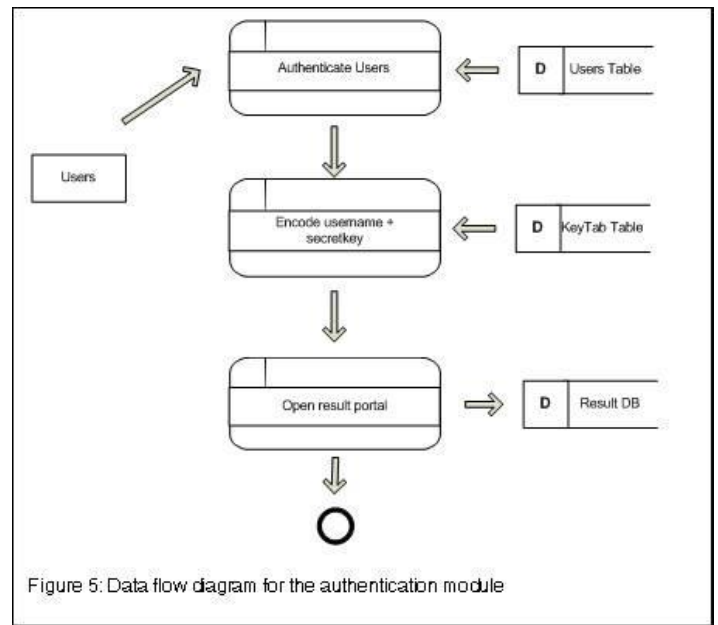 Authenticate Users
D
Users Table
Users
Encode username +
secretkey
D
KeyTab Table
Open result portal
D
Result DB
Figure 5: Data flow diagram for the authentication module